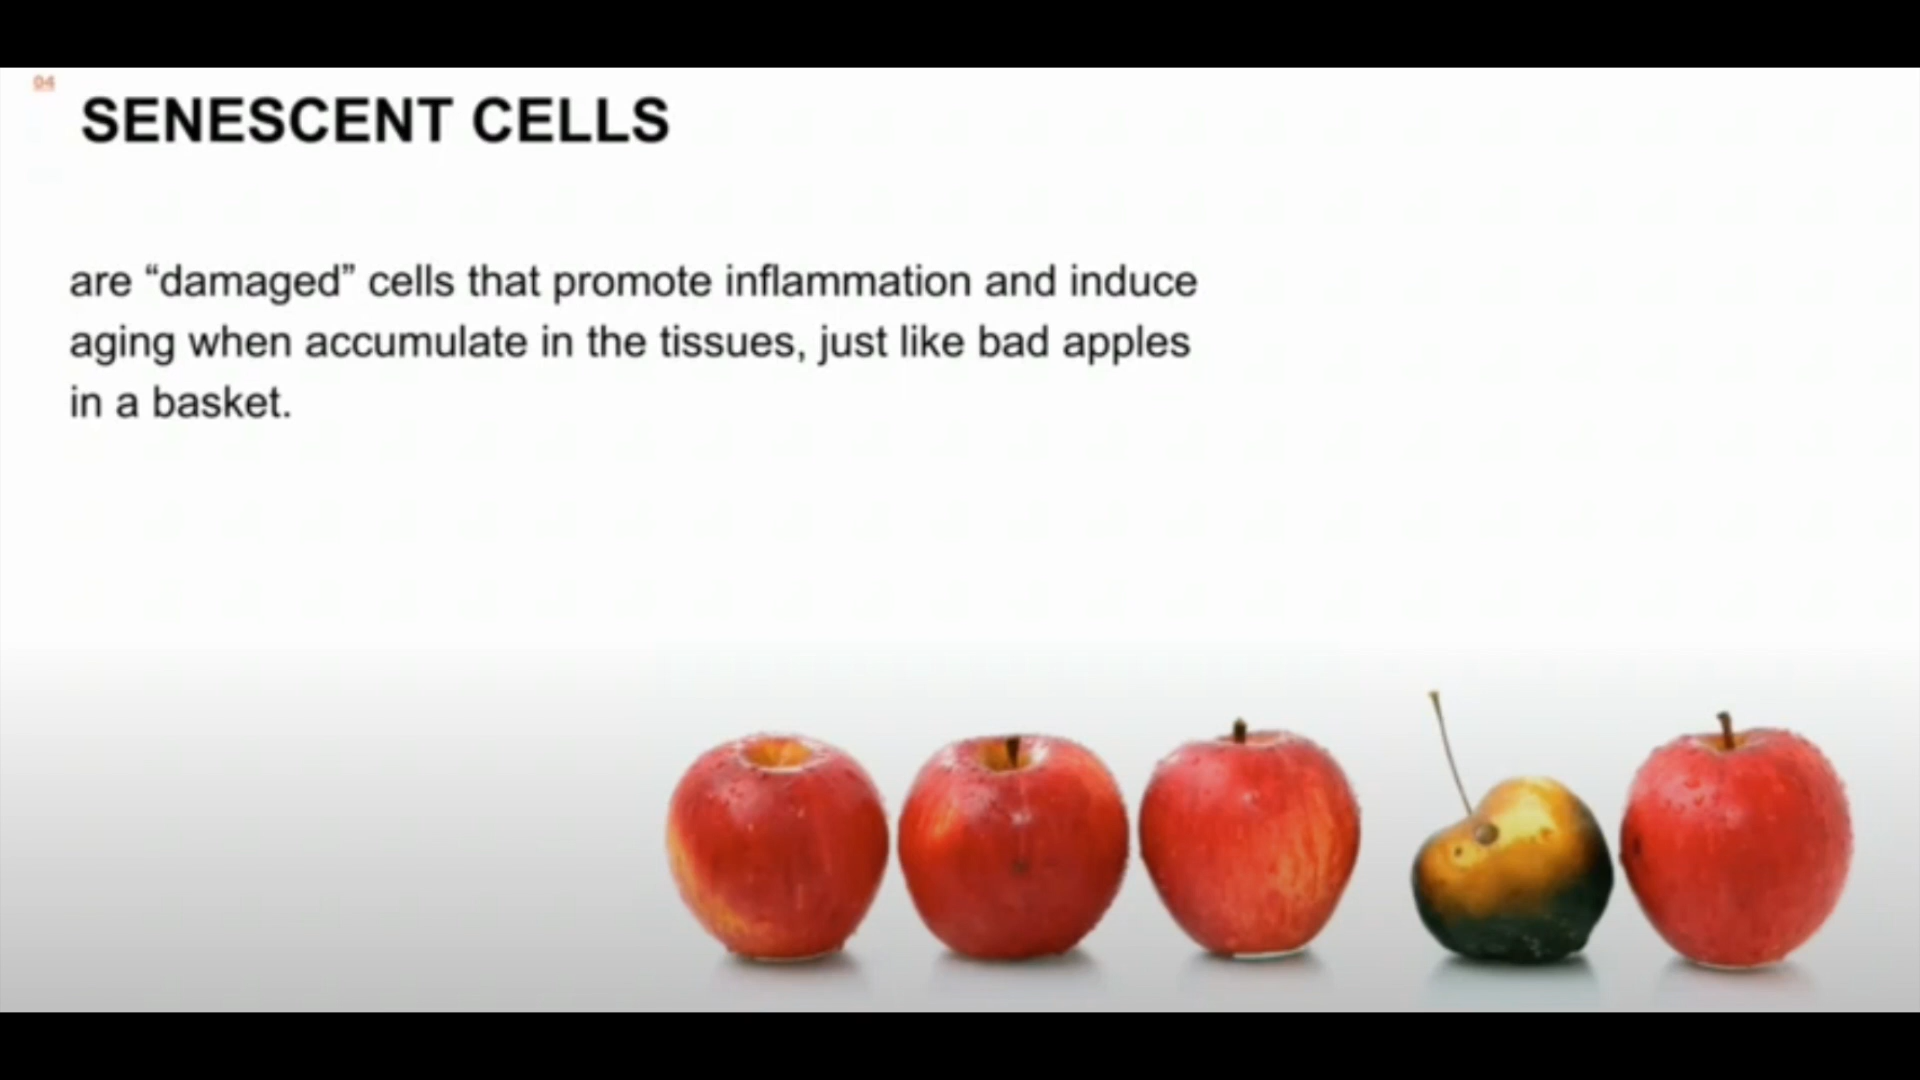 04
SENESCENT CELLS
are “damaged” cells that promote inflammation and induce
aging when accumulate in the tissues, just like bad apples
in a basket.